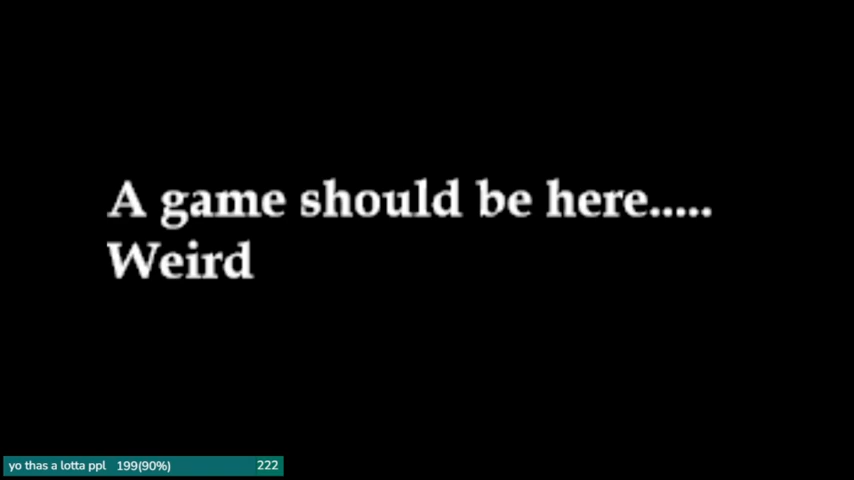 A game should be here.....
Weird
yo thas a lotta ppl 199(90%) 222